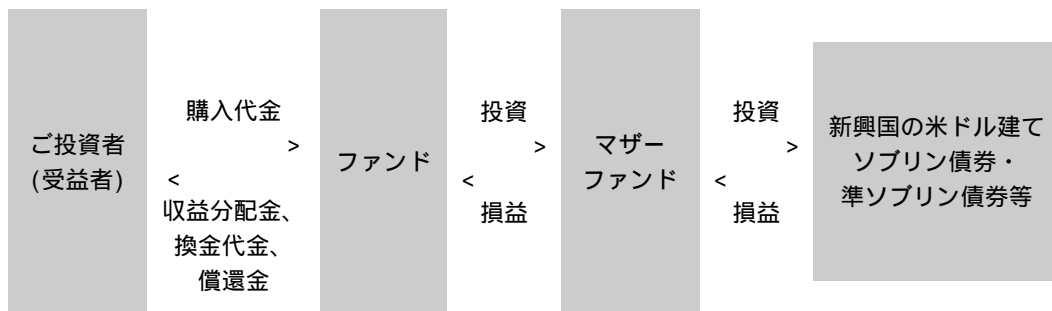 ご投資者
(受益者)
購入代金
>
<
収益分配金、
換金代金、
償還金
ファンド
投資
>
<
損益
マザー
ファンド
投資
>
<
損益
新興国の米ドル建て
ソブリン債券・
準ソブリン債券等